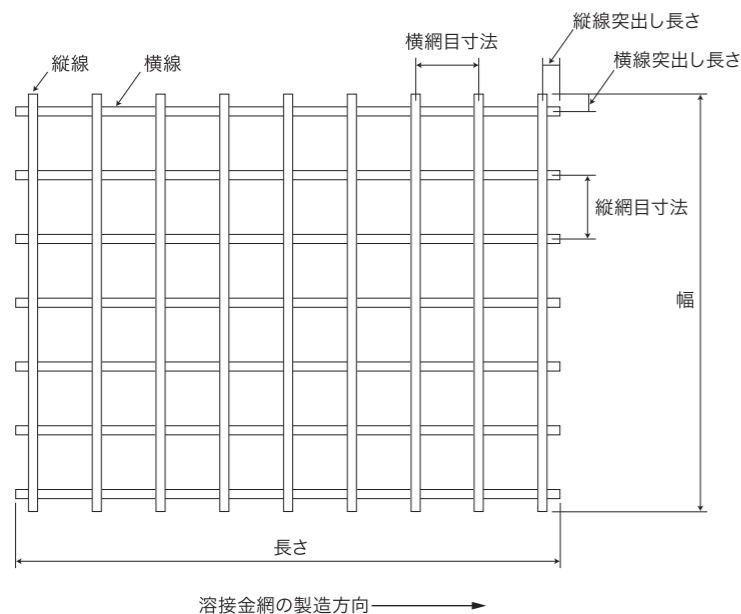 縦線突出し長さ
横網目寸法
横線突出し長さ
縦線
横線
縦網目寸法
幅
長さ
溶接金網の製造方向